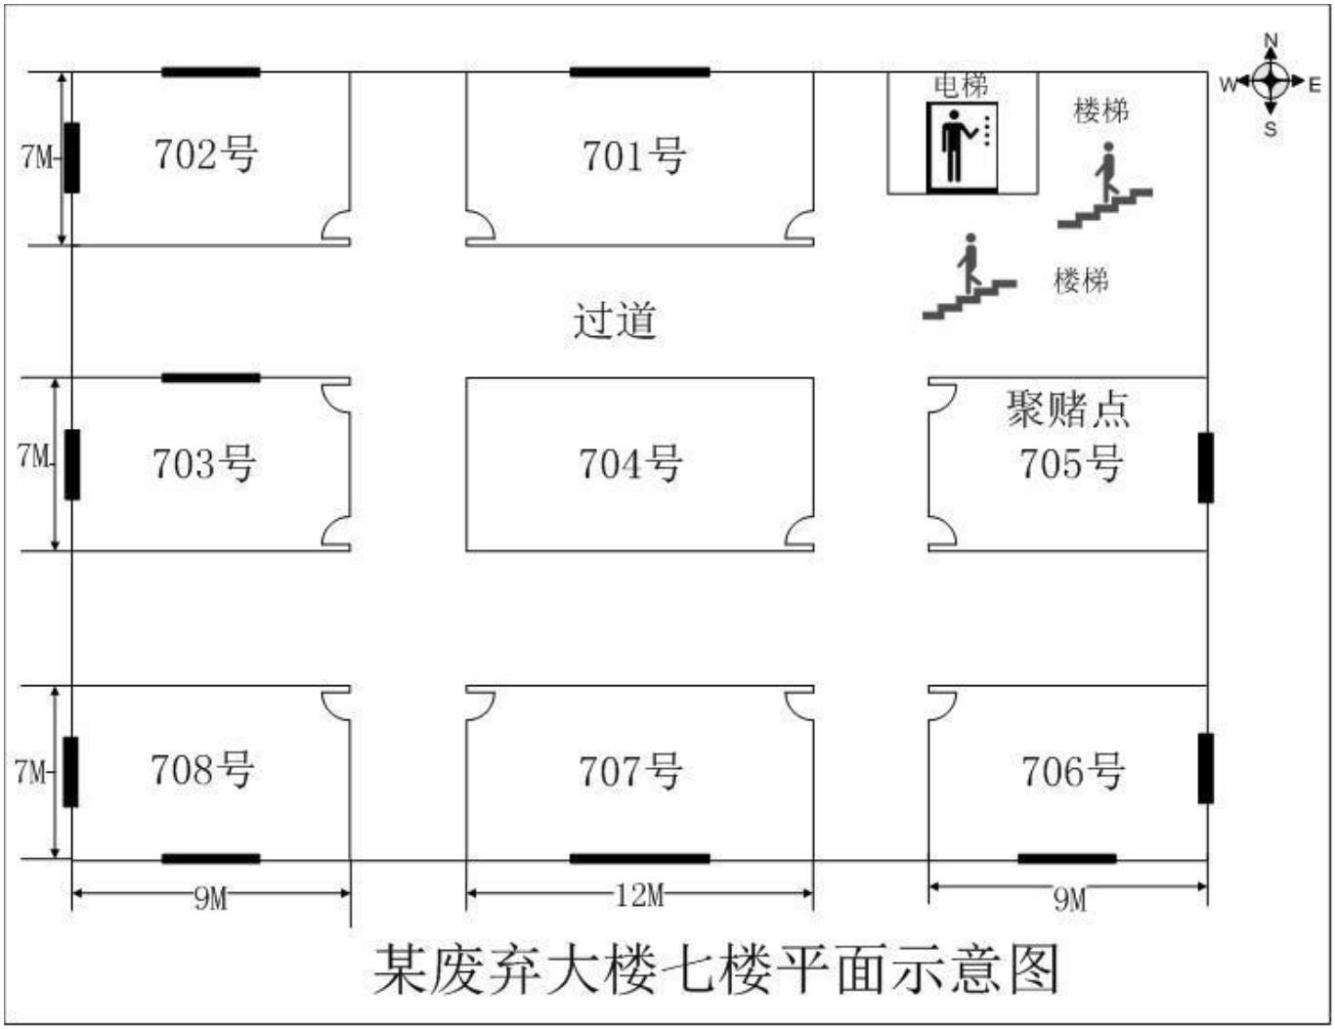 N
W E
S
电梯
楼梯
7M
702号
701号
楼梯
过道
聚赌点
7M
703号
704号
705号
7M
708号
707号
706号
9M
12M
9M
某废弃大楼七楼平面示意图